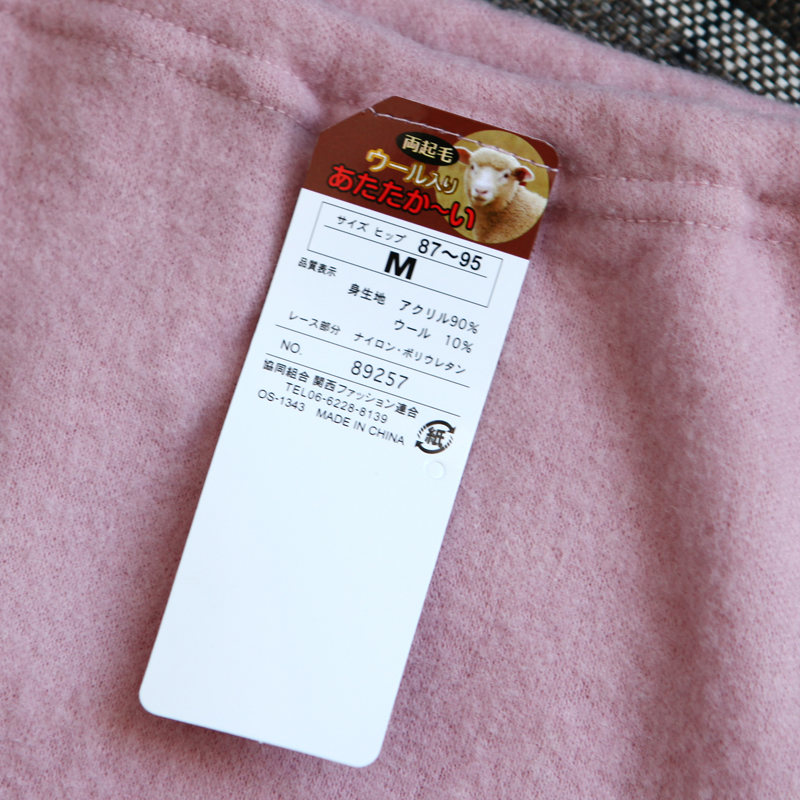 両起毛
ウール入り
あたたか〜い
サイズ ヒップ 87〜95
M
品質表示
身生地 アクリル90%
ウール 10%
レース部分 ナイロン・ポリウレタン
NO. 89257
協同組合 関西ファッション連合
TEL06-6228-8139
OS-1343 MADE IN CHINA
紙